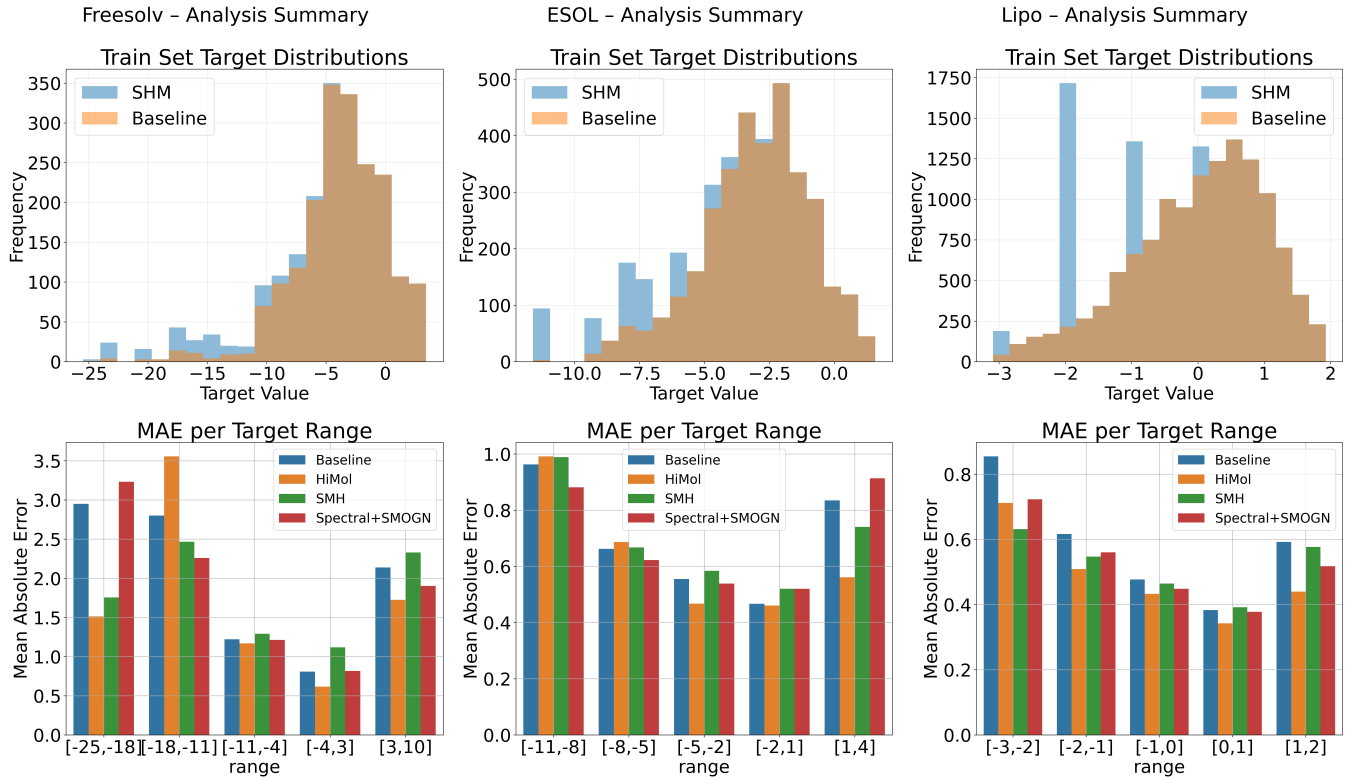 Freesolv – Analysis Summary
Train Set Target Distributions
350
300
250
200
150
100
50
0
Frequency
SHM
Baseline
−25 −20 −15 −10 −5 0
Target Value
MAE per Target Range
3.5
3.0
2.5
2.0
1.5
1.0
0.5
0.0
Mean Absolute Error
Baseline
HiMol
SMH
Spectral+SMOGN
[-25,-18] [-18,-11] [-11,-4] [-4,3] [3,10]
range
ESOL – Analysis Summary
Train Set Target Distributions
500
400
300
200
100
0
Frequency
SHM
Baseline
−10.0 −7.5 −5.0 −2.5 0.0
Target Value
MAE per Target Range
1.0
0.8
0.6
0.4
0.2
0.0
Mean Absolute Error
Baseline
HiMol
SMH
Spectral+SMOGN
[-11,-8] [-8,-5] [-5,-2] [-2,1] [1,4]
range
Lipo – Analysis Summary
Train Set Target Distributions
1750
1500
1250
1000
750
500
250
0
Frequency
SHM
Baseline
−3 −2 −1 0 1 2
Target Value
MAE per Target Range
0.8
0.6
0.4
0.2
0.0
Mean Absolute Error
Baseline
HiMol
SMH
Spectral+SMOGN
[-3,-2] [-2,-1] [-1,0] [0,1] [1,2]
range